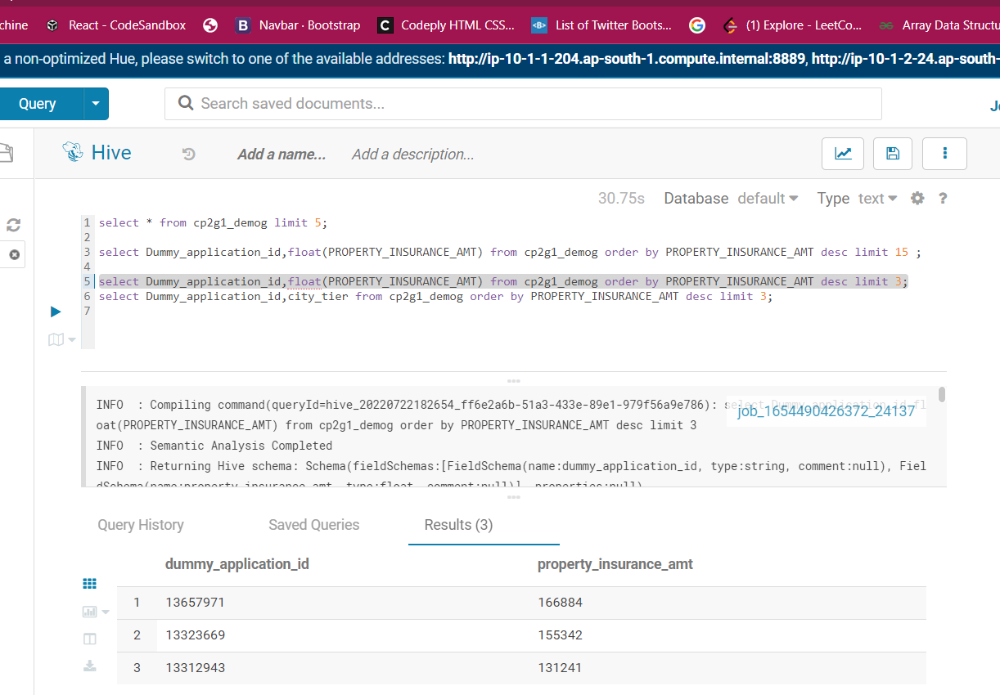 chine React - CodeSandbox Navbar · Bootstrap Codeply HTML CSS... List of Twitter Boots... (1) Explore - LeetCo... Array Data Structu
a non-optimized Hue, please switch to one of the available addresses: http://ip-10-1-1-204.ap-south-1.compute.internal:8889, http://ip-10-1-2-24.ap-south-
Query Search saved documents... Je
Hive Add a name... Add a description...
30.75s Database default Type text ?
1 select * from cp2g1_demog limit 5;
2
3 select Dummy_application_id,float(PROPERTY_INSURANCE_AMT) from cp2g1_demog order by PROPERTY_INSURANCE_AMT desc limit 15 ;
4
5 select Dummy_application_id,float(PROPERTY_INSURANCE_AMT) from cp2g1_demog order by PROPERTY_INSURANCE_AMT desc limit 3;
6 select Dummy_application_id,city_tier from cp2g1_demog order by PROPERTY_INSURANCE_AMT desc limit 3;
7
INFO : Compiling command(queryId=hive_20220722182654_ff6e2a6b-51a3-433e-89e1-979f56a9e786): select Dummy_application_id,fl
job_1654490426372_24137
oat(PROPERTY_INSURANCE_AMT) from cp2g1_demog order by PROPERTY_INSURANCE_AMT desc limit 3
INFO : Semantic Analysis Completed
INFO : Returning Hive schema: Schema(fieldSchemas:[FieldSchema(name:dummy_application_id, type:string, comment:null), Fiel
dSchema(name:property_insurance_amt, type:float, comment:null)], properties:null)
Query History Saved Queries Results (3)
dummy_application_id property_insurance_amt
1 13657971 166884
2 13323669 155342
3 13312943 131241